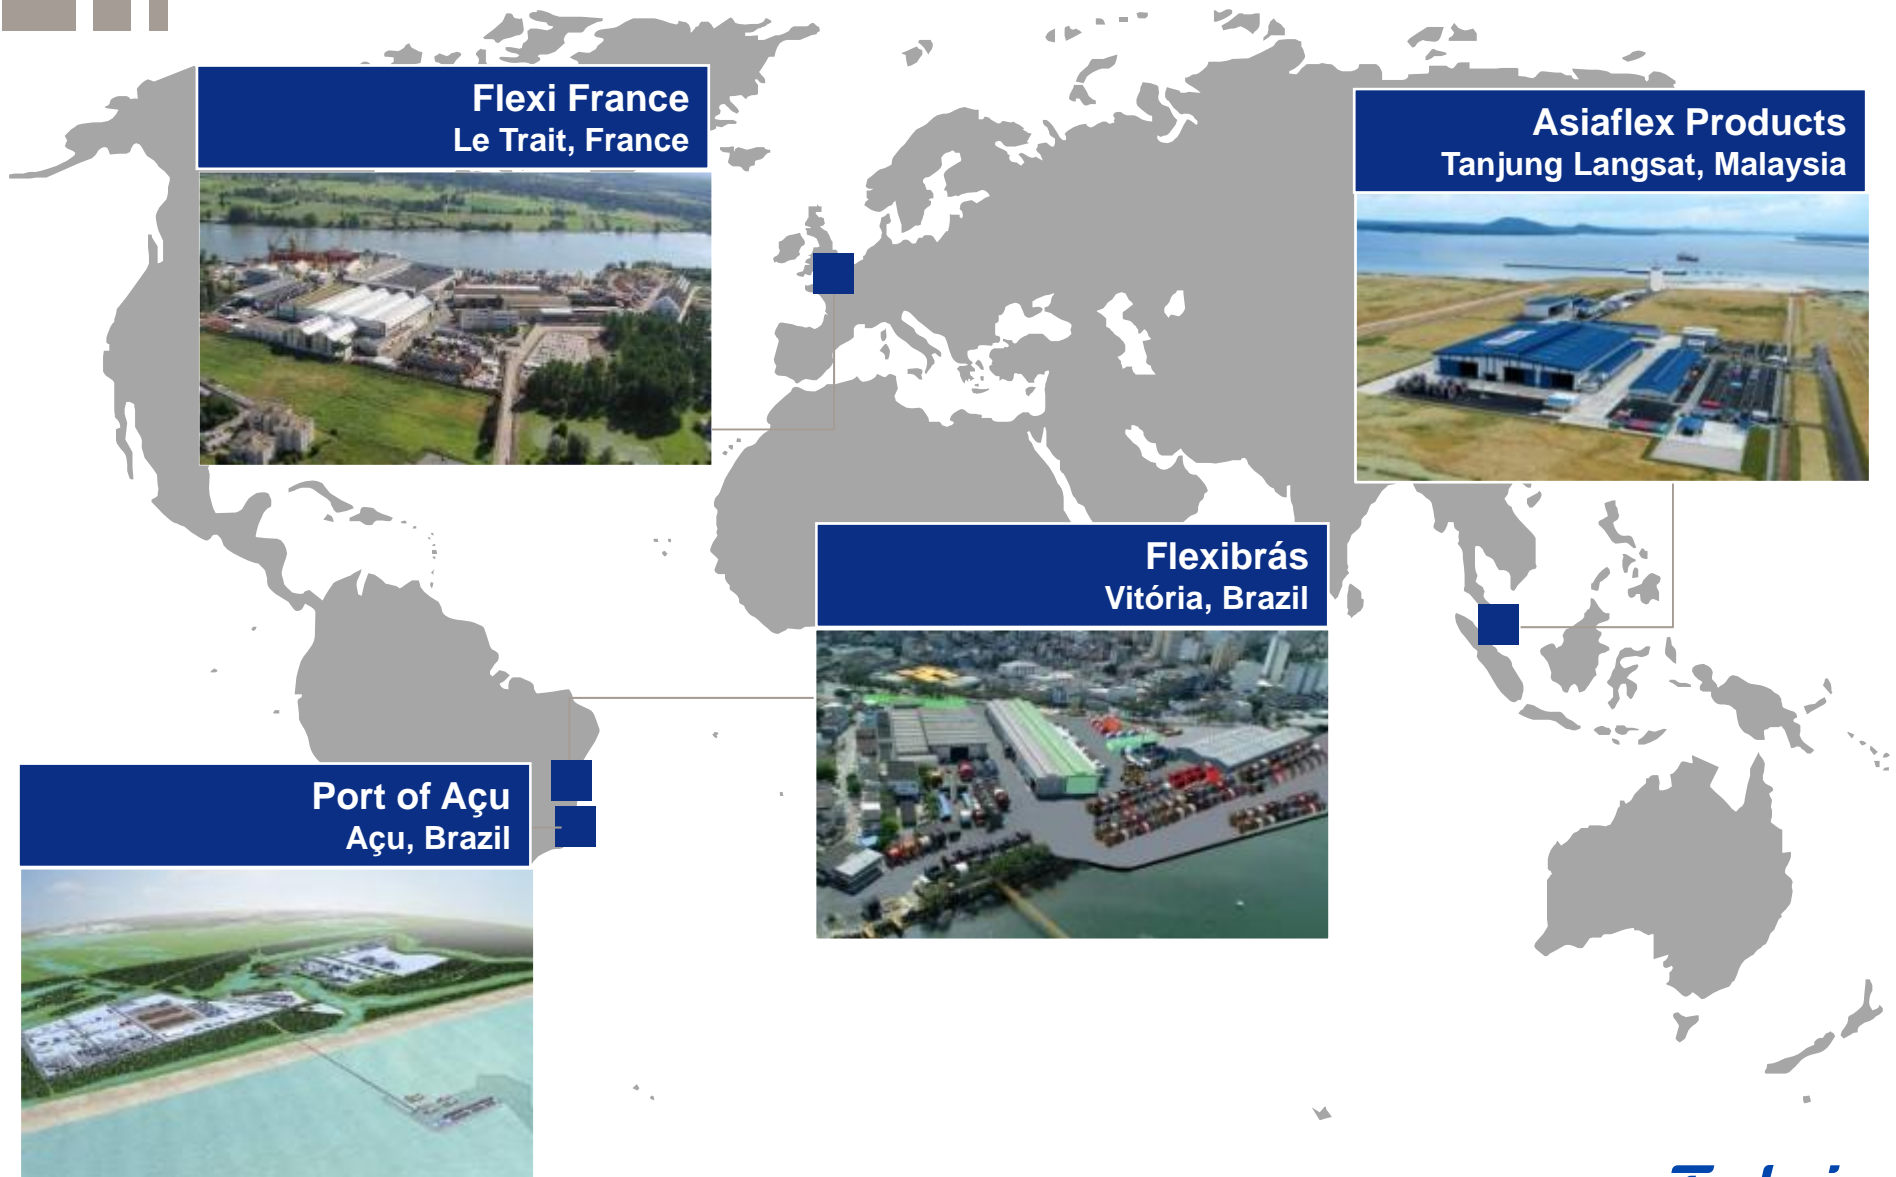 Flexi France
Le Trait, France
Asiaflex Products
Tanjung Langsat, Malaysia
Flexibrás
Vitória, Brazil
Port of Açu
Açu, Brazil